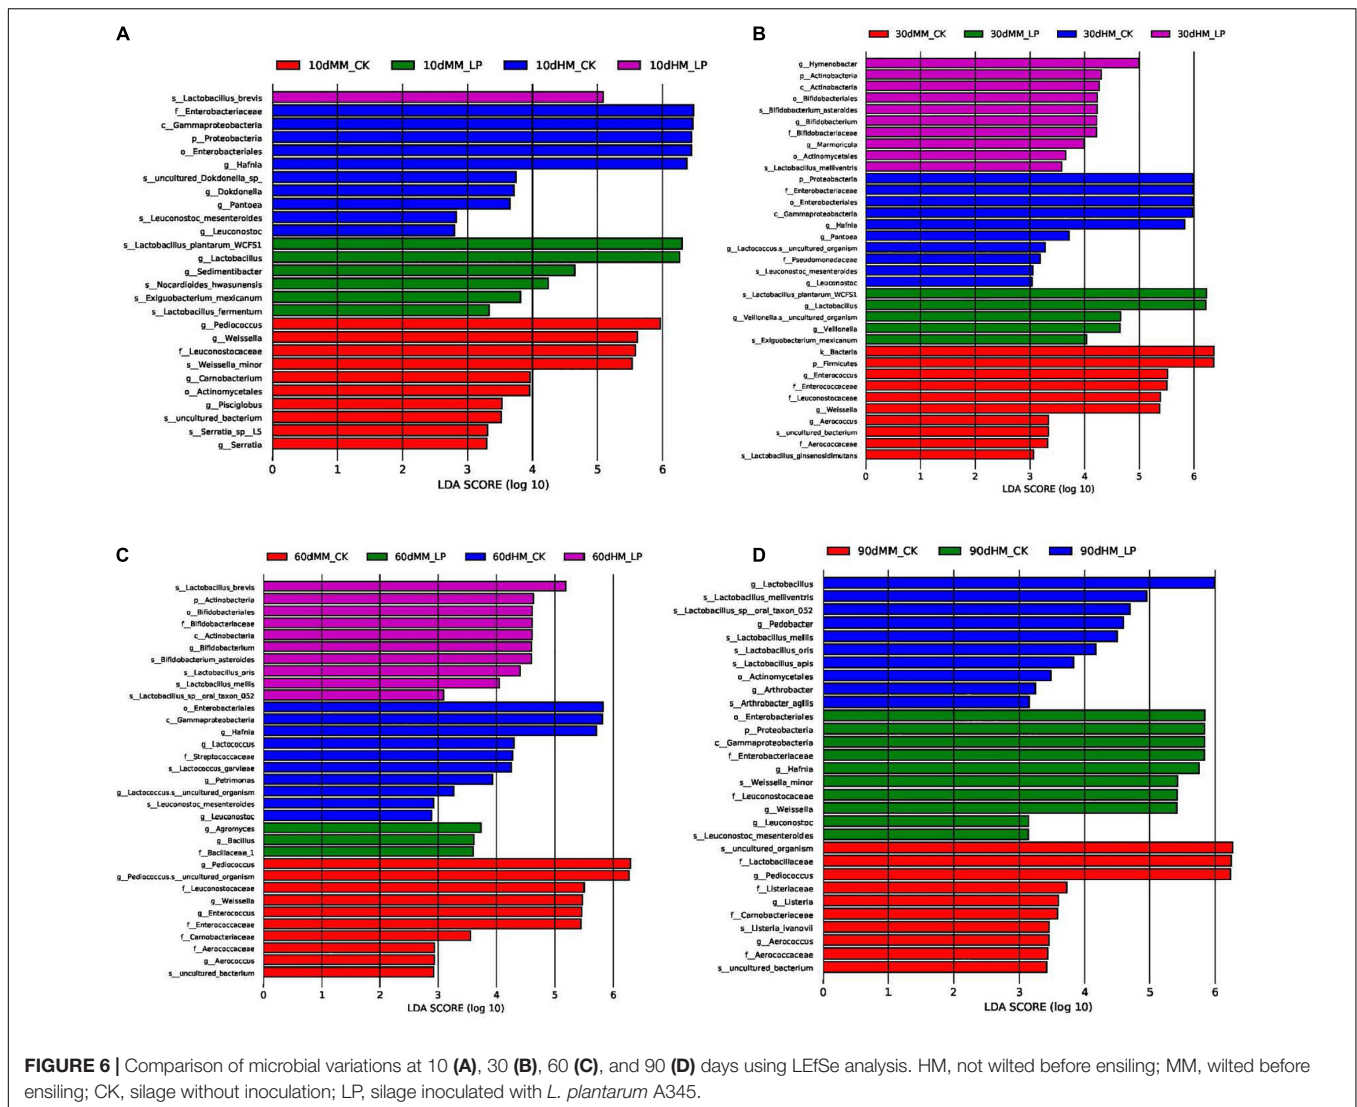 A
10dMM_CK 10dMM_LP 10dHM_CK 10dHM_LP
s__Lactobacillus_brevis
f__Enterobacteriaceae
c__Gammaproteobacteria
p__Proteobacteria
o__Enterobacteriales
g__Hafnia
s__uncultured_Dokdonella_sp_
g__Dokdonella
g__Pantoea
s__Leuconostoc_mesenteroides
g__Leuconostoc
s__Lactobacillus_plantarum_WCFS1
g__Lactobacillus
g__Sedimentibacter
s__Nocardioides_hwasunensis
s__Exiguobacterium_mexicanum
s__Lactobacillus_fermentum
g__Pediococcus
g__Weissella
f__Leuconostocaceae
s__Weissella_minor
g__Carnobacterium
o__Actinomycetales
g__Pisciglobus
s__uncultured_bacterium
s__Serratia_sp__L5
g__Serratia
0 1 2 3 4 5 6
LDA SCORE (log 10)
B
30dMM_CK 30dMM_LP 30dHM_CK 30dHM_LP
g__Hymenobacter
p__Actinobacteria
c__Actinobacteria
o__Bifidobacteriales
s__Bifidobacterium_asteroides
g__Bifidobacterium
f__Bifidobacteriaceae
g__Marmoricola
o__Actinomycetales
s__Lactobacillus_melliventris
p__Proteobacteria
f__Enterobacteriaceae
o__Enterobacteriales
c__Gammaproteobacteria
g__Hafnia
g__Pantoea
g__Lactococcus.s__uncultured_organism
f__Pseudomonadaceae
s__Leuconostoc_mesenteroides
g__Leuconostoc
s__Lactobacillus_plantarum_WCFS1
g__Lactobacillus
g__Veillonella.s__uncultured_organism
g__Veillonella
s__Exiguobacterium_mexicanum
k__Bacteria
p__Firmicutes
g__Enterococcus
f__Enterococcaceae
f__Leuconostocaceae
g__Weissella
g__Aerococcus
s__uncultured_bacterium
f__Aerococcaceae
s__Lactobacillus_ginsenosidimutans
0 1 2 3 4 5 6
LDA SCORE (log 10)
C
60dMM_CK 60dMM_LP 60dHM_CK 60dHM_LP
s__Lactobacillus_brevis
p__Actinobacteria
o__Bifidobacteriales
f__Bifidobacteriaceae
c__Actinobacteria
g__Bifidobacterium
s__Bifidobacterium_asteroides
s__Lactobacillus_oris
s__Lactobacillus_mellis
s__Lactobacillus_sp__oral_taxon_052
o__Enterobacteriales
c__Gammaproteobacteria
g__Hafnia
g__Lactococcus
f__Streptococcaceae
s__Lactococcus_garvieae
g__Petrimonas
g__Lactococcus.s__uncultured_organism
s__Leuconostoc_mesenteroides
g__Leuconostoc
g__Agromyces
g__Bacillus
f__Bacillaceae_1
g__Pediococcus
g__Pediococcus.s__uncultured_organism
f__Leuconostocaceae
g__Weissella
g__Enterococcus
f__Enterococcaceae
f__Carnobacteriaceae
f__Aerococcaceae
g__Aerococcus
s__uncultured_bacterium
0 1 2 3 4 5 6
LDA SCORE (log 10)
D
90dMM_CK 90dHM_CK 90dHM_LP
g__Lactobacillus
s__Lactobacillus_melliventris
s__Lactobacillus_sp__oral_taxon_052
g__Pedobacter
s__Lactobacillus_mellis
s__Lactobacillus_oris
s__Lactobacillus_apis
o__Actinomycetales
g__Arthrobacter
s__Arthrobacter_agilis
o__Enterobacteriales
p__Proteobacteria
c__Gammaproteobacteria
f__Enterobacteriaceae
g__Hafnia
s__Weissella_minor
f__Leuconostocaceae
g__Weissella
g__Leuconostoc
s__Leuconostoc_mesenteroides
s__uncultured_organism
f__Lactobacillaceae
g__Pediococcus
f__Listeriaceae
g__Listeria
f__Carnobacteriaceae
s__Listeria_ivanovii
g__Aerococcus
f__Aerococcaceae
s__uncultured_bacterium
0 1 2 3 4 5 6
LDA SCORE (log 10)
FIGURE 6 | Comparison of microbial variations at 10 (A), 30 (B), 60 (C), and 90 (D) days using LEfSe analysis. HM, not wilted before ensiling; MM, wilted before
ensiling; CK, silage without inoculation; LP, silage inoculated with L. plantarum A345.